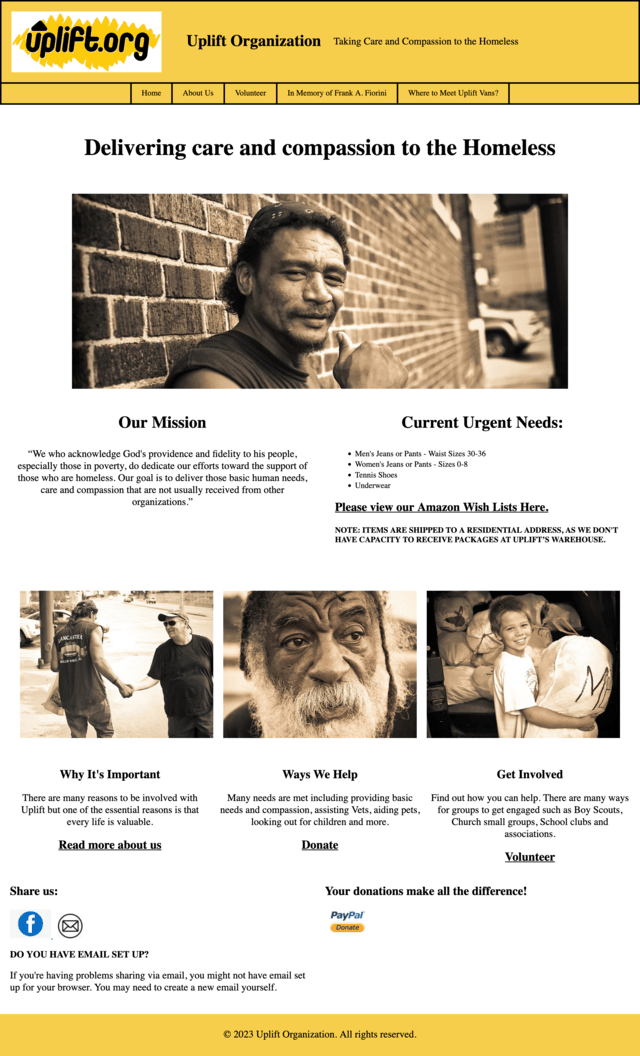 uplift.org
Uplift Organization
Taking Care and Compassion to the Homeless
Home
About Us
Volunteer
In Memory of Frank A. Fiorini
Where to Meet Uplift Vans?
Delivering care and compassion to the Homeless
Our Mission
“We who acknowledge God's providence and fidelity to his people,
especially those in poverty, do dedicate our efforts toward the support of
those who are homeless. Our goal is to deliver those basic human needs,
care and compassion that are not usually received from other
organizations.”
Current Urgent Needs:
Men's Jeans or Pants - Waist Sizes 30-36
Women's Jeans or Pants - Sizes 0-8
Tennis Shoes
Underwear
Please view our Amazon Wish Lists Here.
NOTE: ITEMS ARE SHIPPED TO A RESIDENTIAL ADDRESS, AS WE DON'T
HAVE CAPACITY TO RECEIVE PACKAGES AT UPLIFT’S WAREHOUSE.
LANCASTER
Why It's Important
There are many reasons to be involved with
Uplift but one of the essential reasons is that
every life is valuable.
Read more about us
Ways We Help
Many needs are met including providing basic
needs and compassion, assisting Vets, aiding pets,
looking out for children and more.
Donate
Get Involved
Find out how you can help. There are many ways
for groups to get engaged such as Boy Scouts,
Church small groups, School clubs and
associations.
Volunteer
Share us:
DO YOU HAVE EMAIL SET UP?
If you're having problems sharing via email, you might not have email set
up for your browser. You may need to create a new email yourself.
Your donations make all the difference!
PayPal
Donate
© 2023 Uplift Organization. All rights reserved.